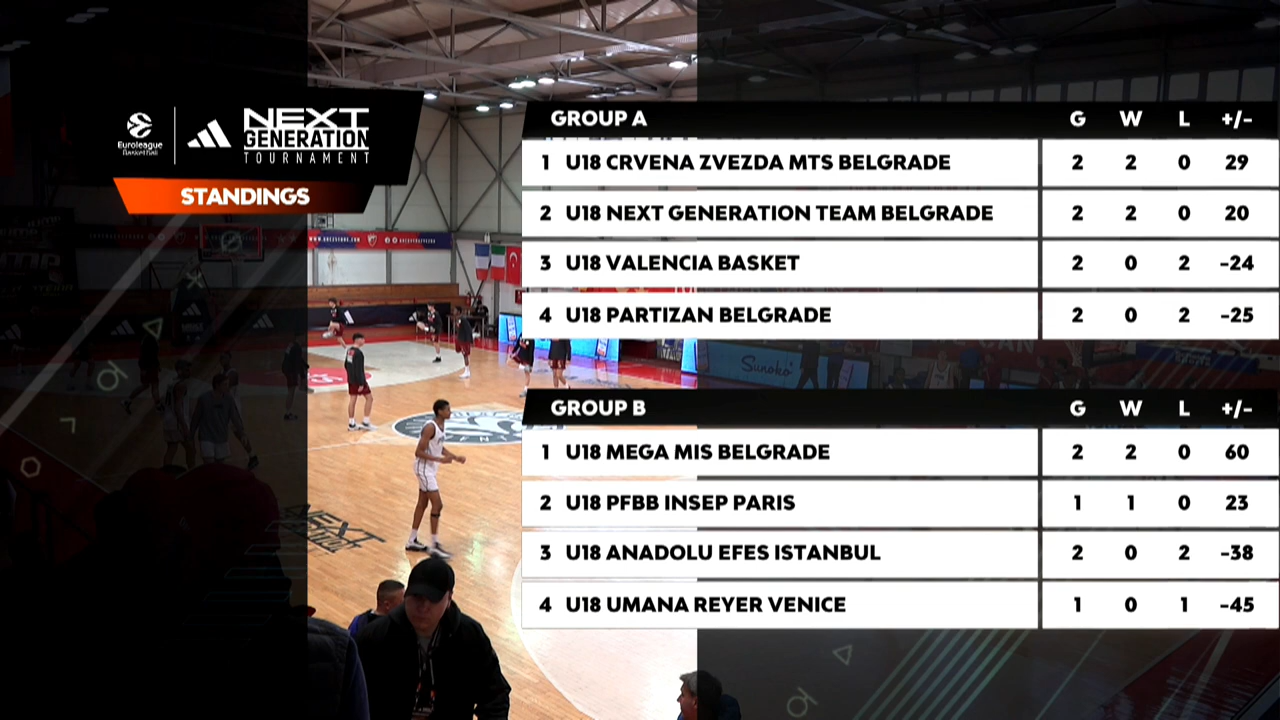 Euroleague
Basketball
NEXT
GENERATION
TOURNAMENT
STANDINGS
GROUP A G W L +/-
1 U18 CRVENA ZVEZDA MTS BELGRADE 2 2 0 29
2 U18 NEXT GENERATION TEAM BELGRADE 2 2 0 20
3 U18 VALENCIA BASKET 2 0 2 -24
4 U18 PARTIZAN BELGRADE 2 0 2 -25
Sunoko
GROUP B G W L +/-
1 U18 MEGA MIS BELGRADE 2 2 0 60
2 U18 PFBB INSEP PARIS 1 1 0 23
3 U18 ANADOLU EFES ISTANBUL 2 0 2 -38
4 U18 UMANA REYER VENICE 1 0 1 -45
NEXT